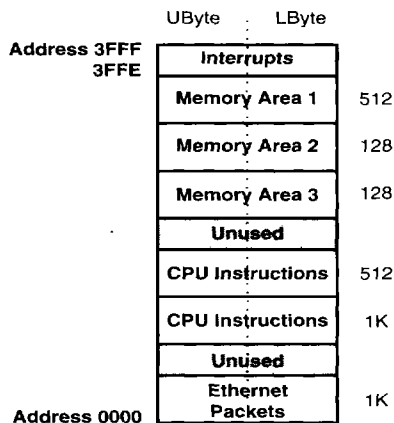 UByte LByte
Address 3FFF
3FFE
Interrupts
Memory Area 1 512
Memory Area 2 128
Memory Area 3 128
Unused
CPU Instructions 512
CPU Instructions 1K
Unused
Ethernet
Packets 1K
Address 0000